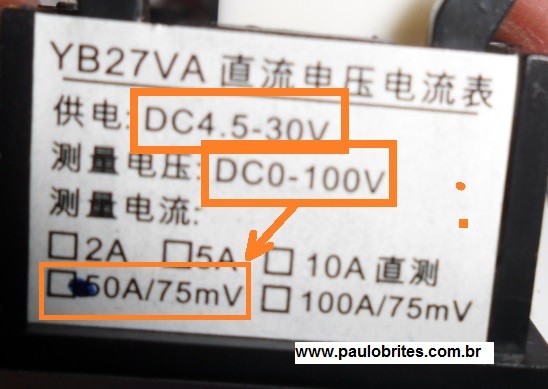 YB27VA 直流电压电流表
供电: DC4.5-30V
测量电压: DC0-100V
测量电流:
□2A □5A □10A 直测
□50A/75mV □100A/75mV
www.paulobrites.com.br